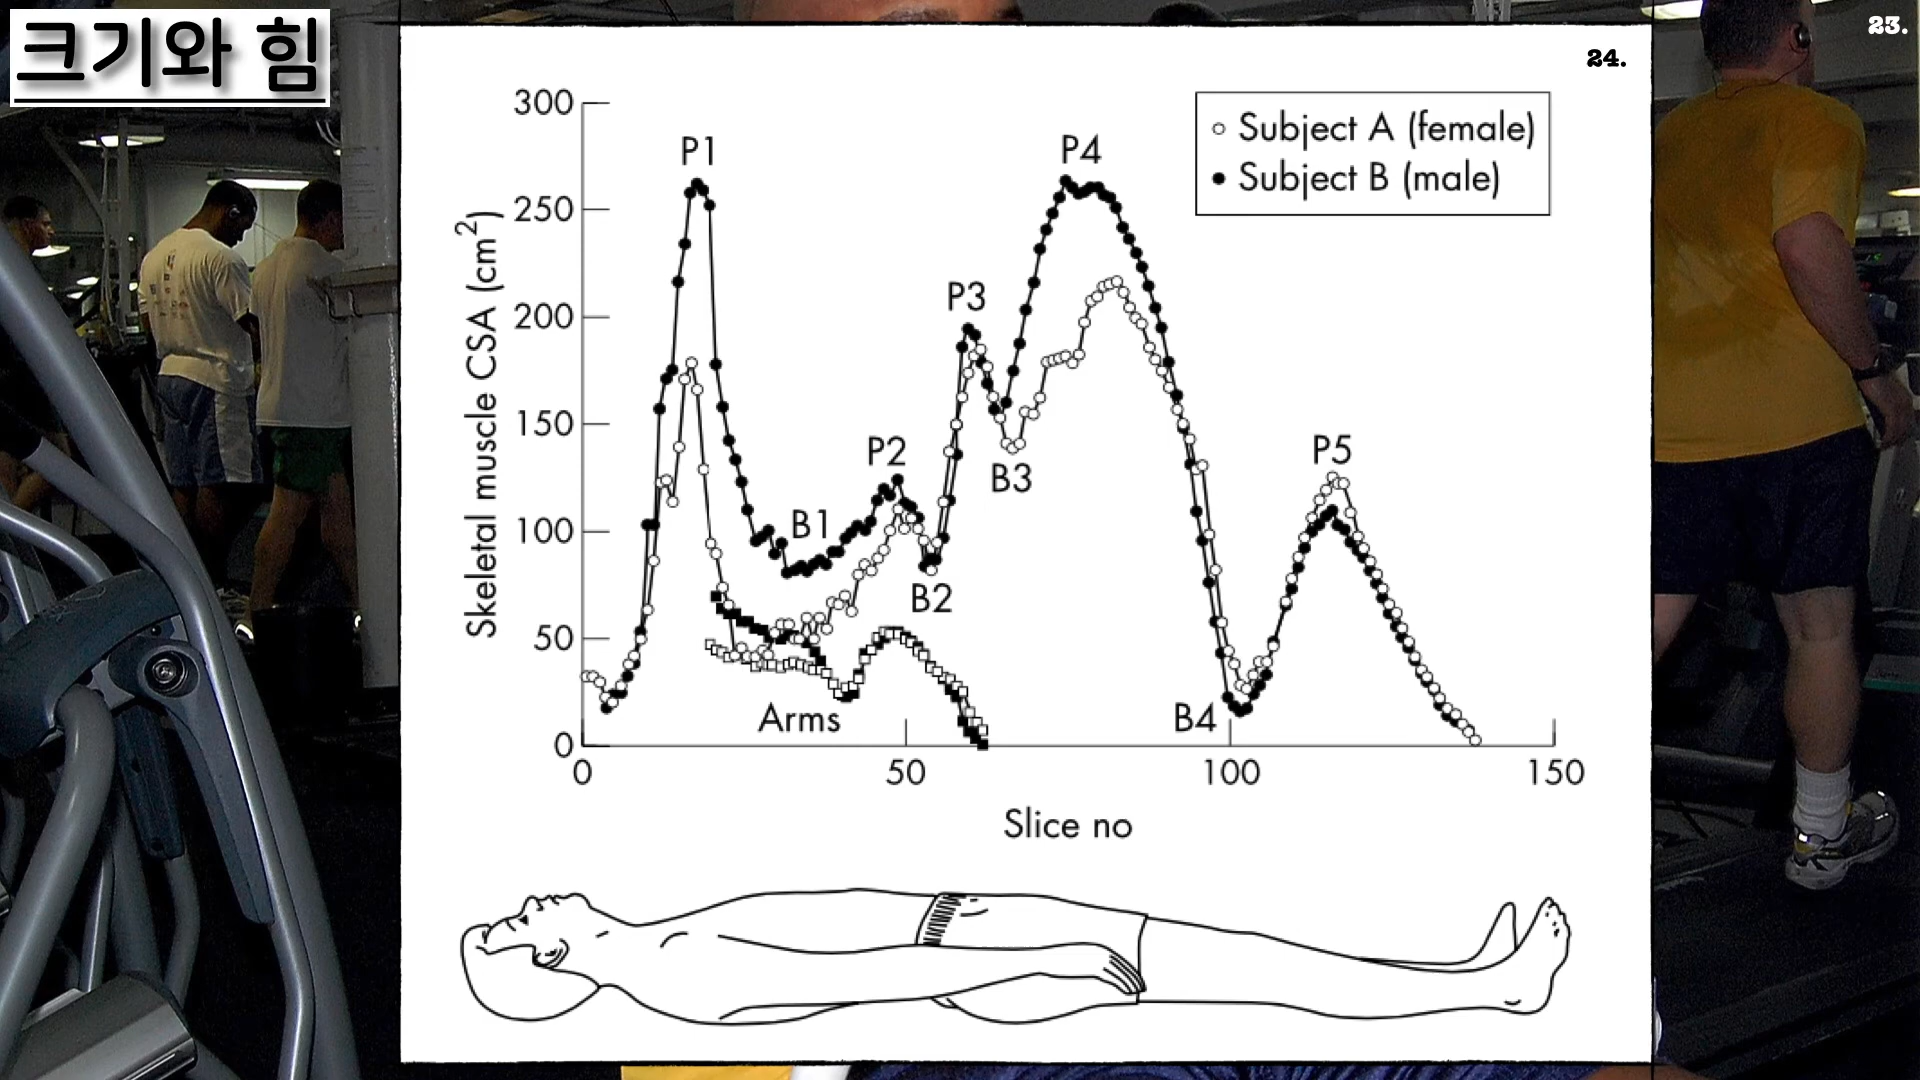 크기와 힘
23.
24.
300
250
200
150
100
50
0
Skeletal muscle CSA (cm²)
P1
P4
P3
B3
P2
B1
B2
P5
Arms
B4
Subject A (female)
Subject B (male)
0 50 100 150
Slice no